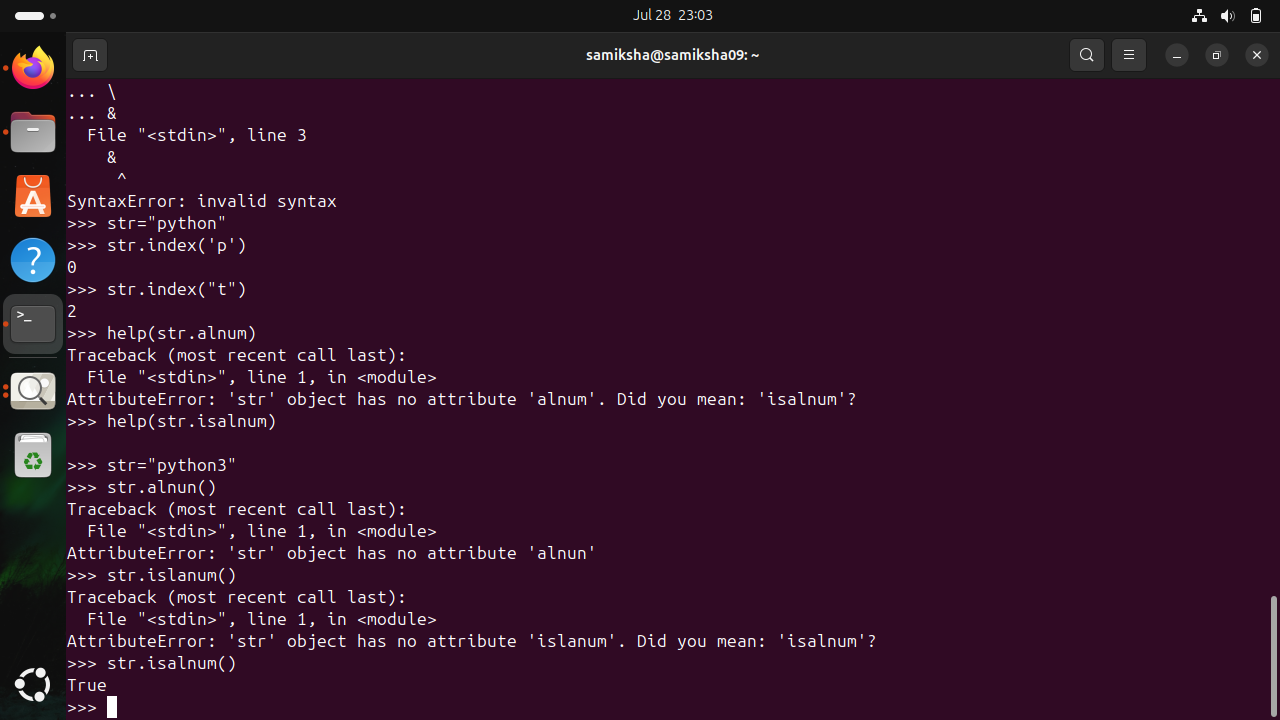 Jul 28 23:03
samiksha@samiksha09: ~
... \
... &
  File "<stdin>", line 3
    &
     ^
SyntaxError: invalid syntax
>>> str="python"
>>> str.index('p')
0
>>> str.index("t")
2
>>> help(str.alnum)
Traceback (most recent call last):
  File "<stdin>", line 1, in <module>
AttributeError: 'str' object has no attribute 'alnum'. Did you mean: 'isalnum'?
>>> help(str.isalnum)

>>> str="python3"
>>> str.alnun()
Traceback (most recent call last):
  File "<stdin>", line 1, in <module>
AttributeError: 'str' object has no attribute 'alnun'
>>> str.islanum()
Traceback (most recent call last):
  File "<stdin>", line 1, in <module>
AttributeError: 'str' object has no attribute 'islanum'. Did you mean: 'isalnum'?
>>> str.isalnum()
True
>>>